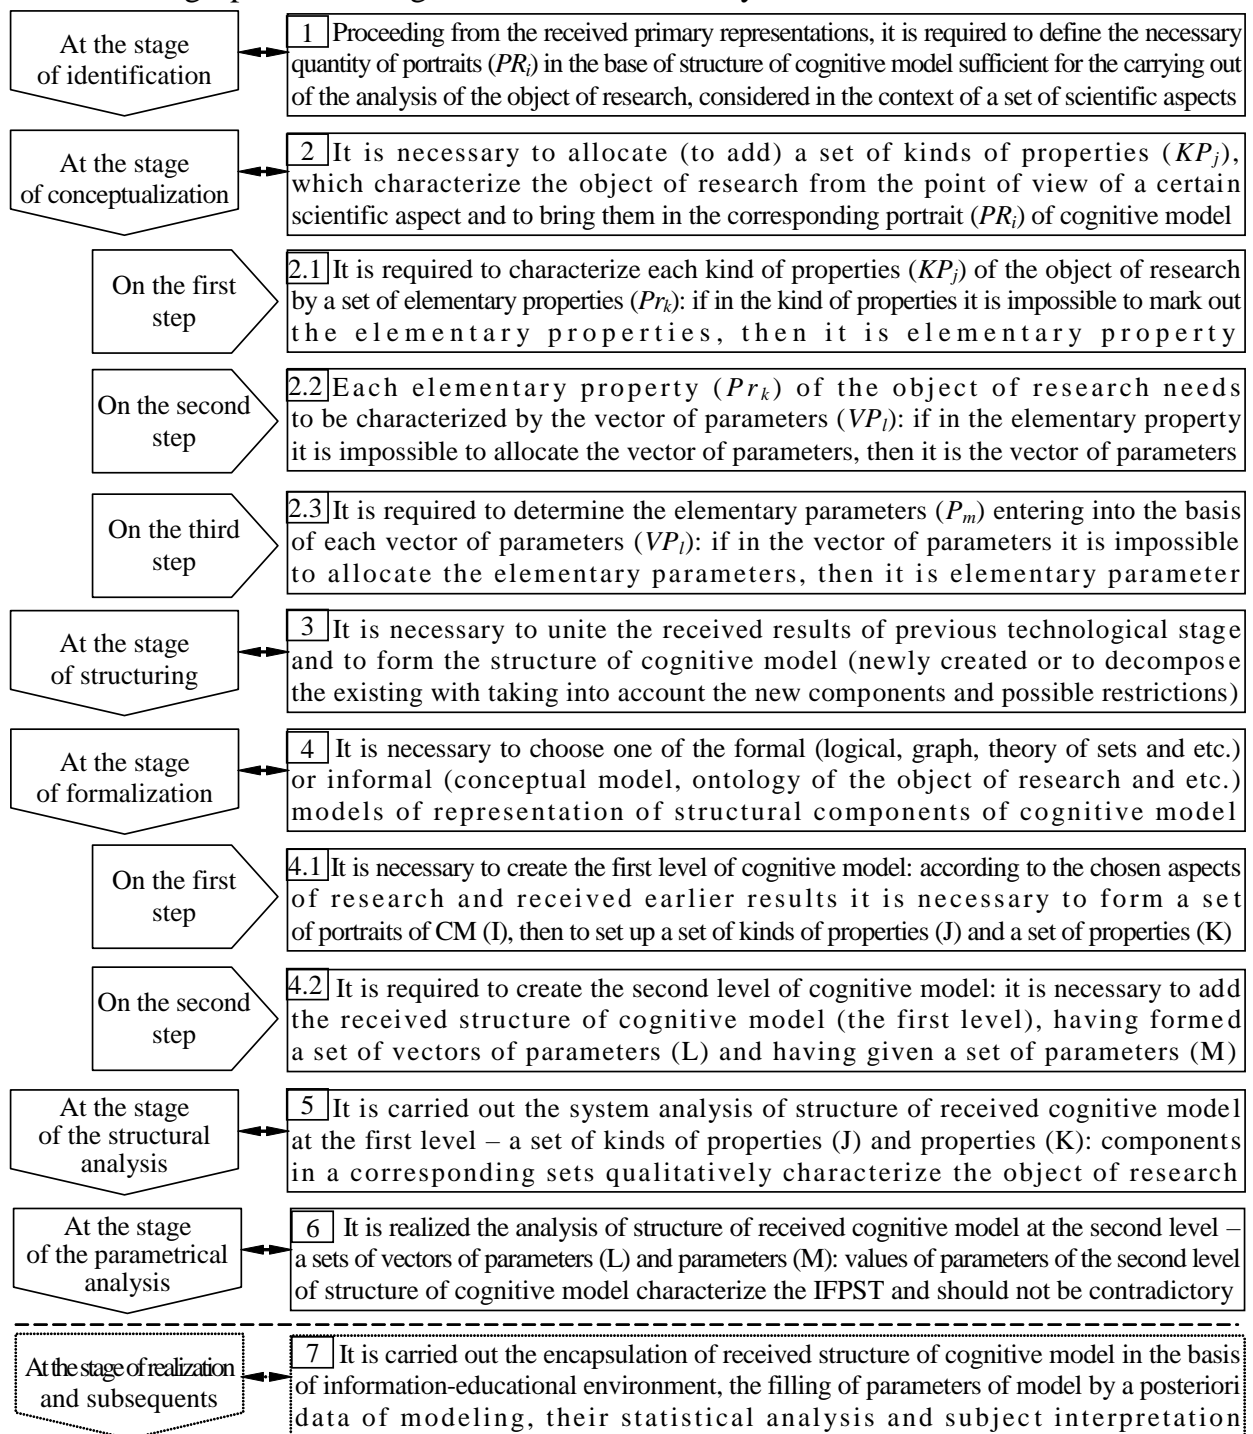 At the stage
of identification
1 Proceeding from the received primary representations, it is required to define the necessary
quantity of portraits (PRi) in the base of structure of cognitive model sufficient for the carrying out
of the analysis of the object of research, considered in the context of a set of scientific aspects
At the stage
of conceptualization
2 It is necessary to allocate (to add) a set of kinds of properties (KPj),
which characterize the object of research from the point of view of a certain
scientific aspect and to bring them in the corresponding portrait (PRi) of cognitive model
On the first
step
2.1 It is required to characterize each kind of properties (KPj) of the object of research
by a set of elementary properties (Prk): if in the kind of properties it is impossible to mark out
the elementary properties, then it is elementary property
On the second
step
2.2 Each elementary property (Prk) of the object of research needs
to be characterized by the vector of parameters (VPl): if in the elementary property
it is impossible to allocate the vector of parameters, then it is the vector of parameters
On the third
step
2.3 It is required to determine the elementary parameters (Pm) entering into the basis
of each vector of parameters (VPl): if in the vector of parameters it is impossible
to allocate the elementary parameters, then it is elementary parameter
At the stage
of structuring
3 It is necessary to unite the received results of previous technological stage
and to form the structure of cognitive model (newly created or to decompose
the existing with taking into account the new components and possible restrictions)
At the stage
of formalization
4 It is necessary to choose one of the formal (logical, graph, theory of sets and etc.)
or informal (conceptual model, ontology of the object of research and etc.)
models of representation of structural components of cognitive model
On the first
step
4.1 It is necessary to create the first level of cognitive model: according to the chosen aspects
of research and received earlier results it is necessary to form a set
of portraits of CM (I), then to set up a set of kinds of properties (J) and a set of properties (K)
On the second
step
4.2 It is required to create the second level of cognitive model: it is necessary to add
the received structure of cognitive model (the first level), having formed
a set of vectors of parameters (L) and having given a set of parameters (M)
At the stage
of the structural
analysis
5 It is carried out the system analysis of structure of received cognitive model
at the first level – a set of kinds of properties (J) and properties (K): components
in a corresponding sets qualitatively characterize the object of research
At the stage
of the parametrical
analysis
6 It is realized the analysis of structure of received cognitive model at the second level –
a sets of vectors of parameters (L) and parameters (M): values of parameters of the second level
of structure of cognitive model characterize the IFPST and should not be contradictory
At the stage of realization
and subsequents
7 It is carried out the encapsulation of received structure of cognitive model in the basis
of information-educational environment, the filling of parameters of model by a posteriori
data of modeling, their statistical analysis and subject interpretation